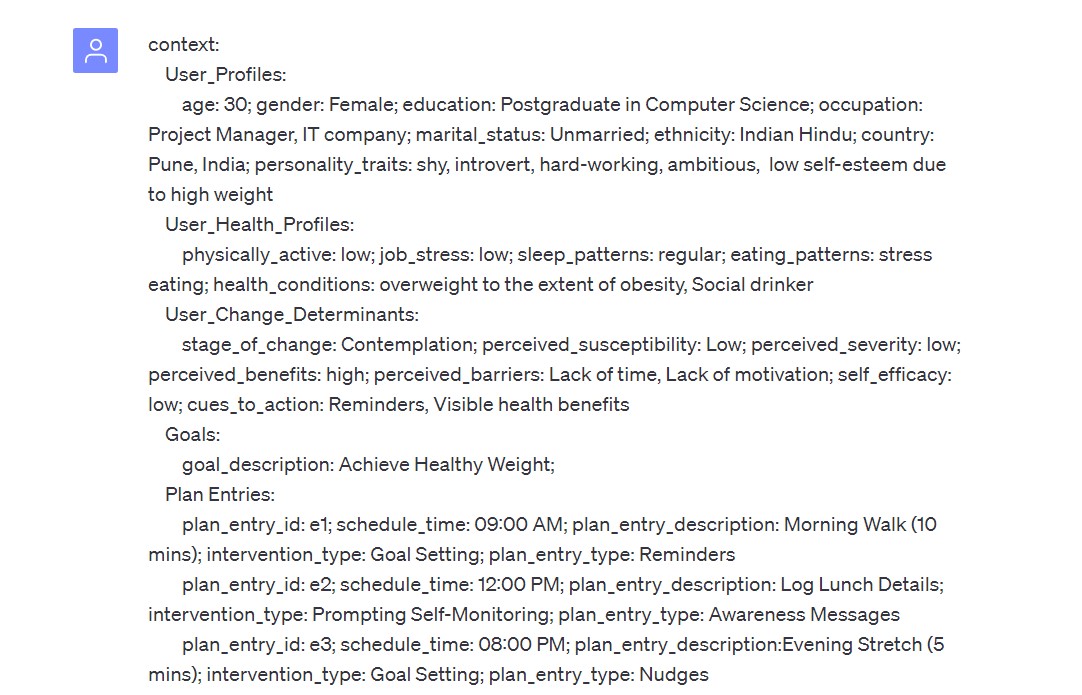 context:
User_Profiles:
age: 30; gender: Female; education: Postgraduate in Computer Science; occupation:
Project Manager, IT company; marital_status: Unmarried; ethnicity: Indian Hindu; country:
Pune, India; personality_traits: shy, introvert, hard-working, ambitious,  low self-esteem due
to high weight
User_Health_Profiles:
physically_active: low; job_stress: low; sleep_patterns: regular; eating_patterns: stress
eating; health_conditions: overweight to the extent of obesity, Social drinker
User_Change_Determinants:
stage_of_change: Contemplation; perceived_susceptibility: Low; perceived_severity: low;
perceived_benefits: high; perceived_barriers: Lack of time, Lack of motivation; self_efficacy:
low; cues_to_action: Reminders, Visible health benefits
Goals:
goal_description: Achieve Healthy Weight;
Plan Entries:
plan_entry_id: e1; schedule_time: 09:00 AM; plan_entry_description: Morning Walk (10
mins); intervention_type: Goal Setting; plan_entry_type: Reminders
plan_entry_id: e2; schedule_time: 12:00 PM; plan_entry_description: Log Lunch Details;
intervention_type: Prompting Self-Monitoring; plan_entry_type: Awareness Messages
plan_entry_id: e3; schedule_time: 08:00 PM; plan_entry_description:Evening Stretch (5
mins); intervention_type: Goal Setting; plan_entry_type: Nudges